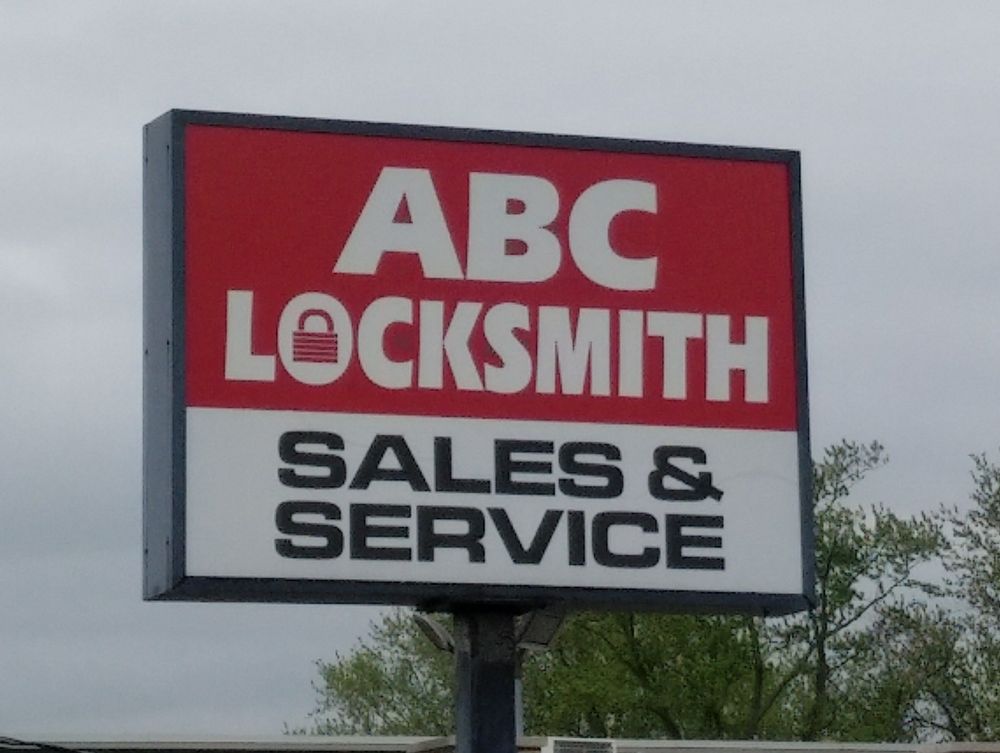 ABC
LOCKSMITH
SALES &
SERVICE